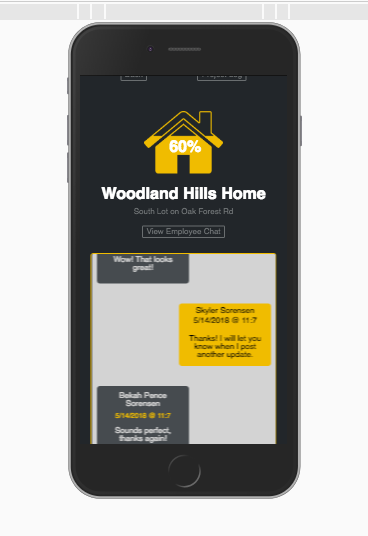 60%
Woodland Hills Home
South Lot on Oak Forest Rd
View Employee Chat
Wow! That looks
great!!
Skyler Sorensen
5/14/2018 @ 11:7
Thanks! I will let you
know when I post
another update.
Bekah Pence
Sorensen
5/14/2018 @ 11:7
Sounds perfect,
thanks again!